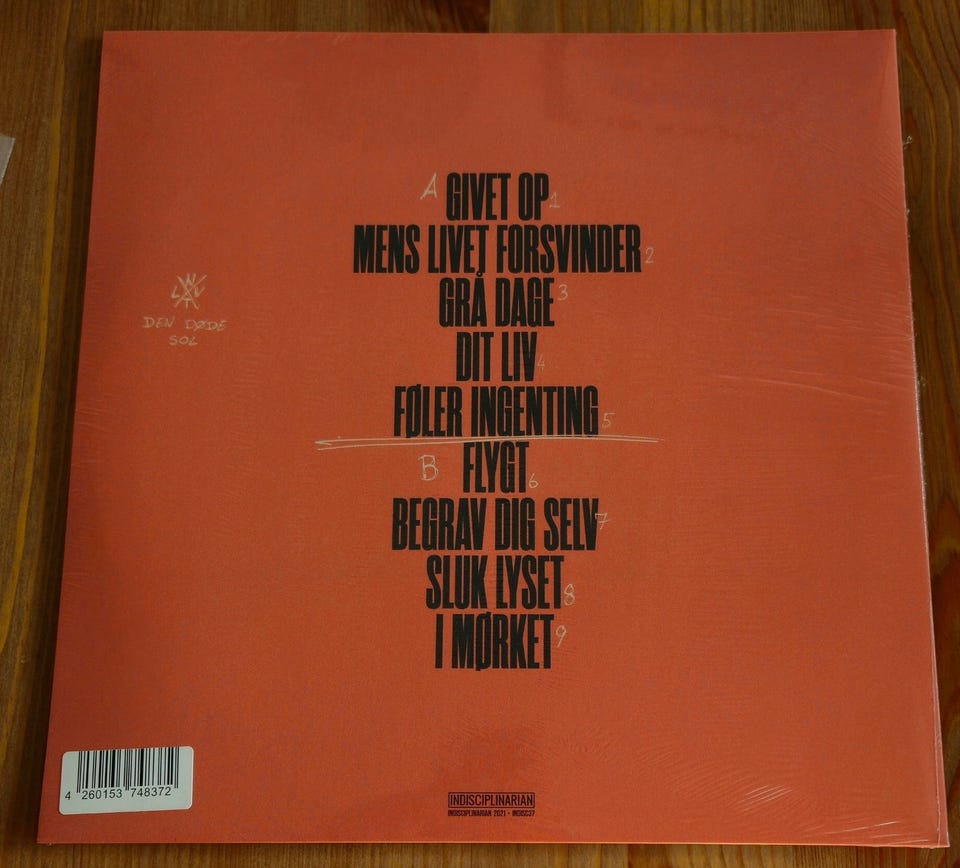 A GIVET OP 1
MENS LIVET FORSVINDER 2
GRÅ DAGE 3
DIT LIV 4
FØLER INGENTING 5
B FLYGT 6
BEGRAV DIG SELV 7
SLUK LYSET 8
I MØRKET 9
DEN DØDE
SOL
4 260153 748372
INDISCIPLINARIAN
INDISCIPLINARIAN 2021 • INDISC37